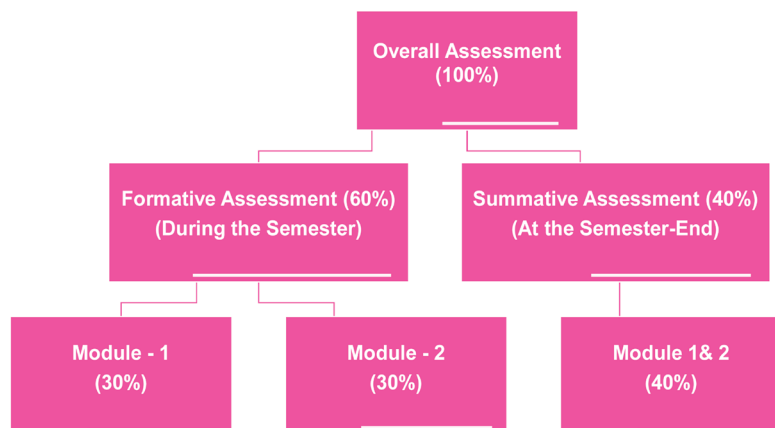 Overall Assessment
(100%)
Formative Assessment (60%)
(During the Semester)
Summative Assessment (40%)
(At the Semester-End)
Module - 1
(30%)
Module - 2
(30%)
Module 1& 2
(40%)